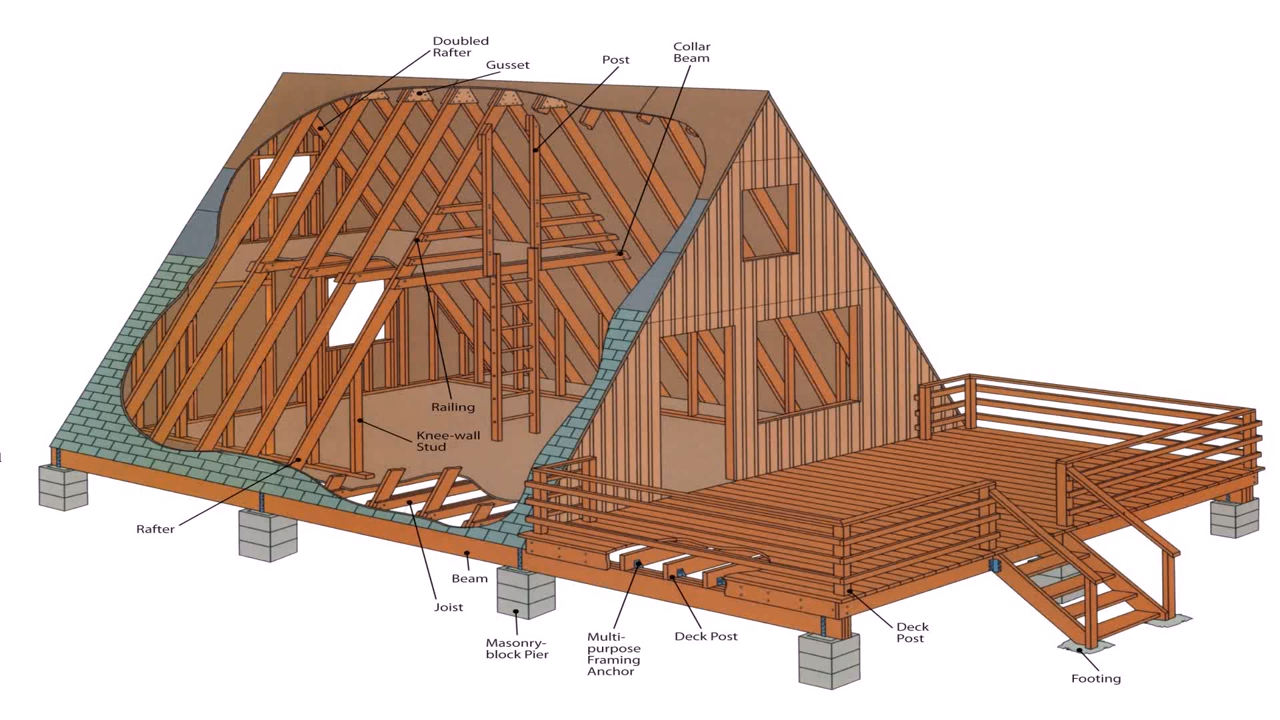 Doubled
Rafter
Gusset
Post
Collar
Beam
Railing
Knee-wall
Stud
Rafter
Beam
Joist
Masonry-
block Pier
Multi-
purpose
Framing
Anchor
Deck Post
Deck
Post
Footing